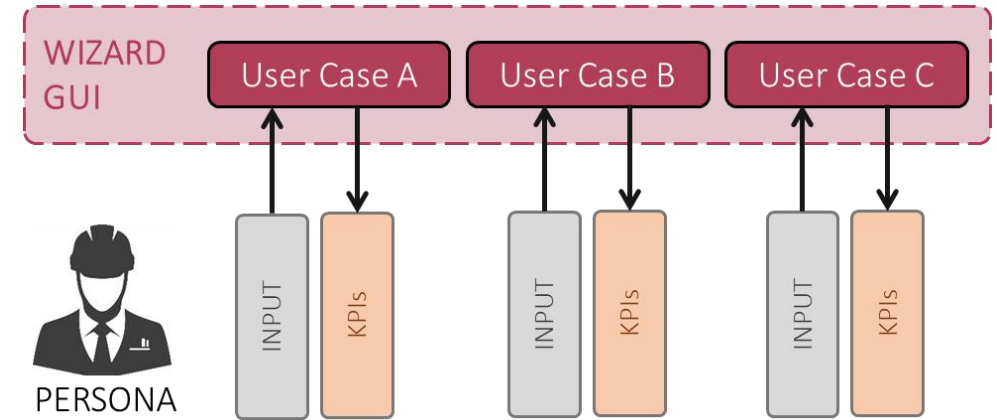 WIZARD
GUI
User Case A
User Case B
User Case C
INPUT
KPIs
INPUT
KPIs
INPUT
KPIs
PERSONA